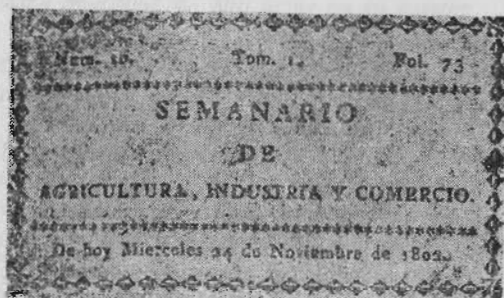 Num. 10. Tom. 1. Fol. 73
SEMANARIO
DE
AGRICULTURA, INDUSTRIA Y COMERCIO.
De hoy Miercoles 24 de Noviembre de 1802.